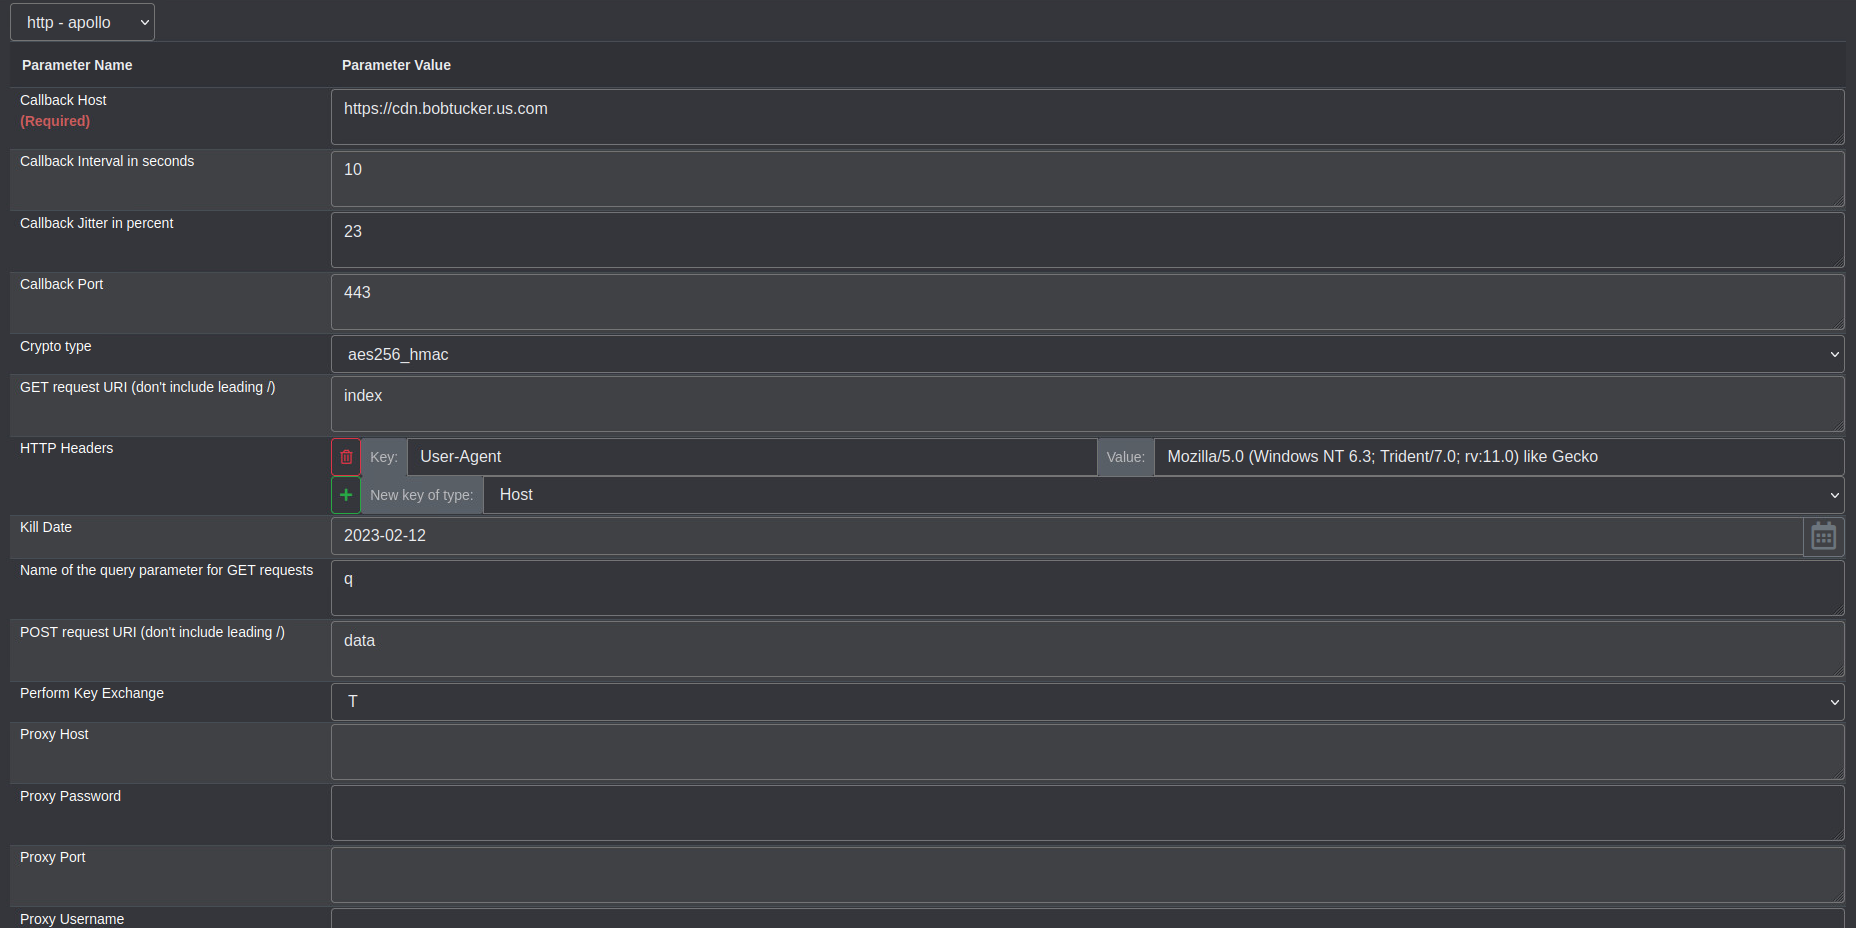 http - apollo
Parameter Name Parameter Value
Callback Host
(Required)
https://cdn.bobtucker.us.com
Callback Interval in seconds
10
Callback Jitter in percent
23
Callback Port
443
Crypto type
aes256_hmac
GET request URI (don't include leading /)
index
HTTP Headers
Key: User-Agent Value: Mozilla/5.0 (Windows NT 6.3; Trident/7.0; rv:11.0) like Gecko
New key of type: Host
Kill Date
2023-02-12
Name of the query parameter for GET requests
q
POST request URI (don't include leading /)
data
Perform Key Exchange
T
Proxy Host
Proxy Password
Proxy Port
Proxy Username